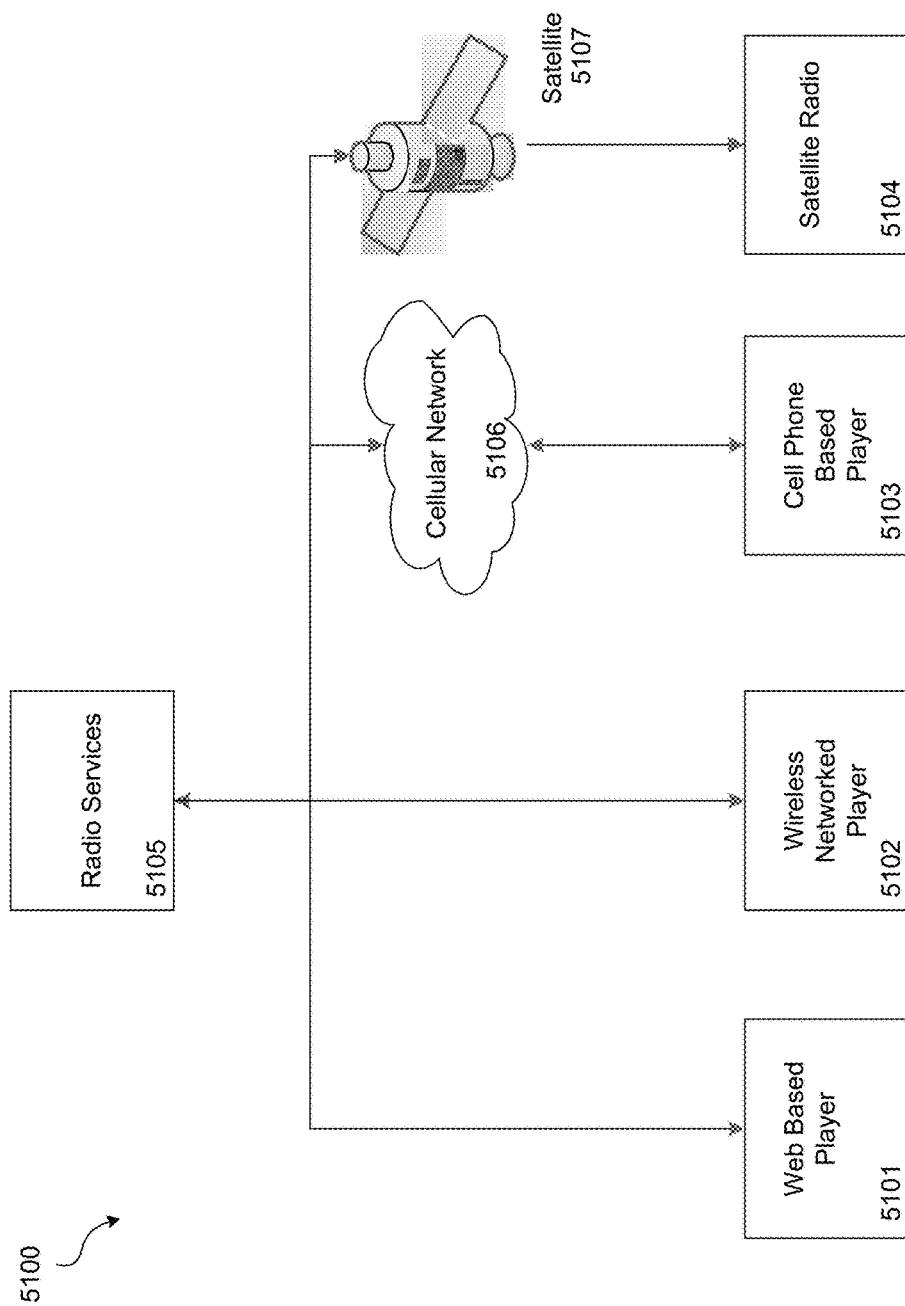 5100
Radio Services
5105
Cellular Network
5106
Satellite
5107
Web Based
Player
5101
Wireless
Networked
Player
5102
Cell Phone
Based
Player
5103
Satellite Radio
5104